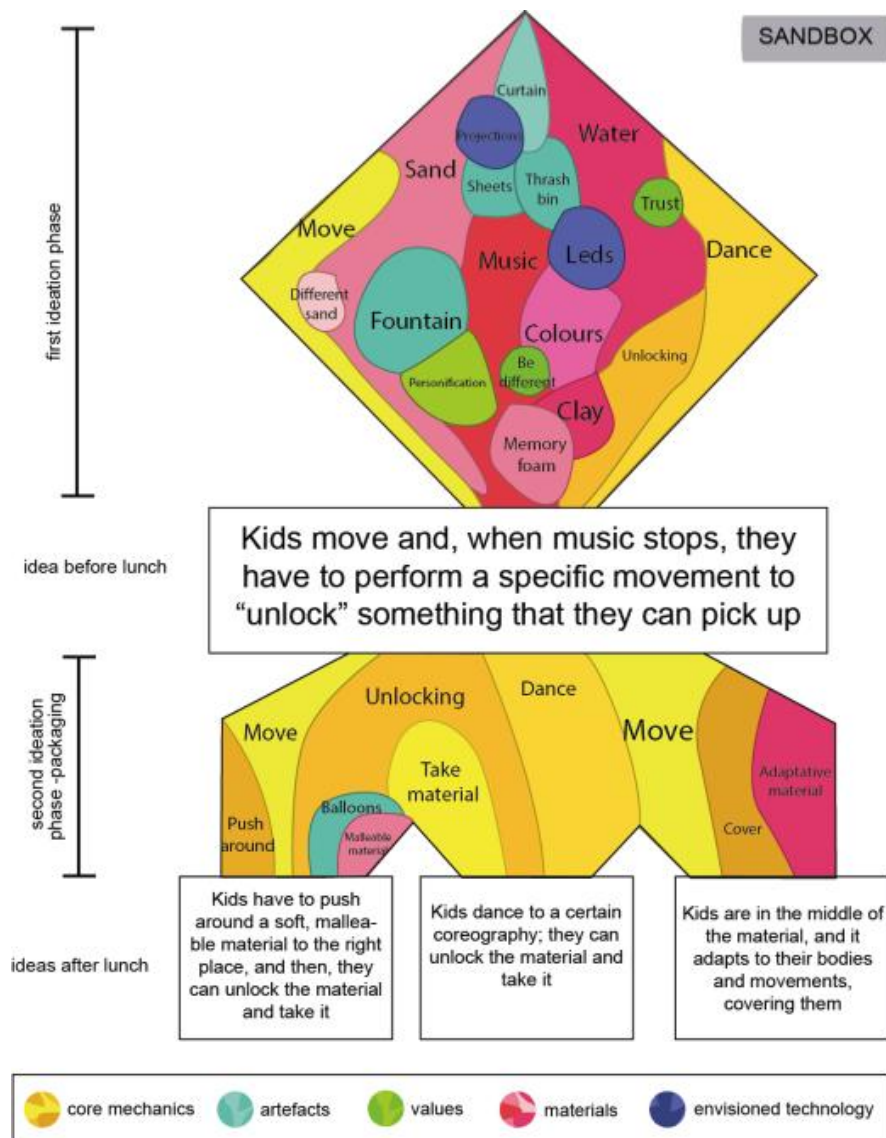 SANDBOX
first ideation phase
Curtain
Projections
Water
Sand
Sheets
Thrash
bin
Trust
Move
Dance
Music
Leds
Different
sand
Fountain
Colours
Unlocking
Be
different
Personification
Clay
Memory
foam
idea before lunch
Kids move and, when music stops, they
have to perform a specific movement to
“unlock” something that they can pick up
second ideation
phase -packaging
Unlocking
Dance
Move
Move
Take
material
Adaptative
material
Balloons
Push
around
Malleable
material
Cover
ideas after lunch
Kids have to push
around a soft, mallea-
ble material to the right
place, and then, they
can unlock the material
and take it
Kids dance to a certain
coreography; they can
unlock the material and
take it
Kids are in the middle of
the material, and it
adapts to their bodies
and movements,
covering them
core mechanics
artefacts
values
materials
envisioned technology